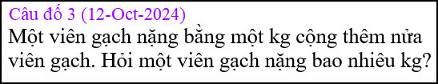 Câu đố 3 (12-Oct-2024)
Một viên gạch nặng bằng một kg cộng thêm nửa
viên gạch. Hỏi một viên gạch nặng bao nhiêu kg?